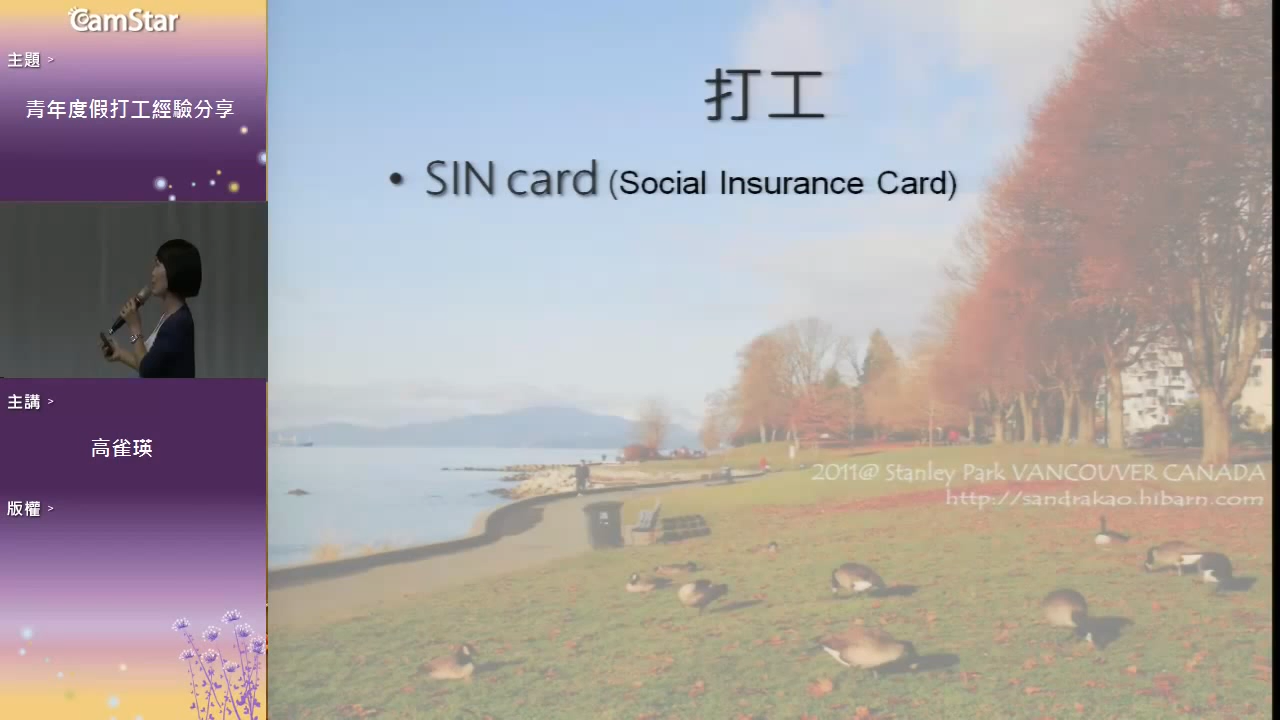 CamStar
主題 >
青年度假打工經驗分享
主講 >
高雀瑛
版權 >
打工
• SIN card (Social Insurance Card)
2011@ Stanley Park VANCOUVER CANADA
http://sandrakao.hibarn.com